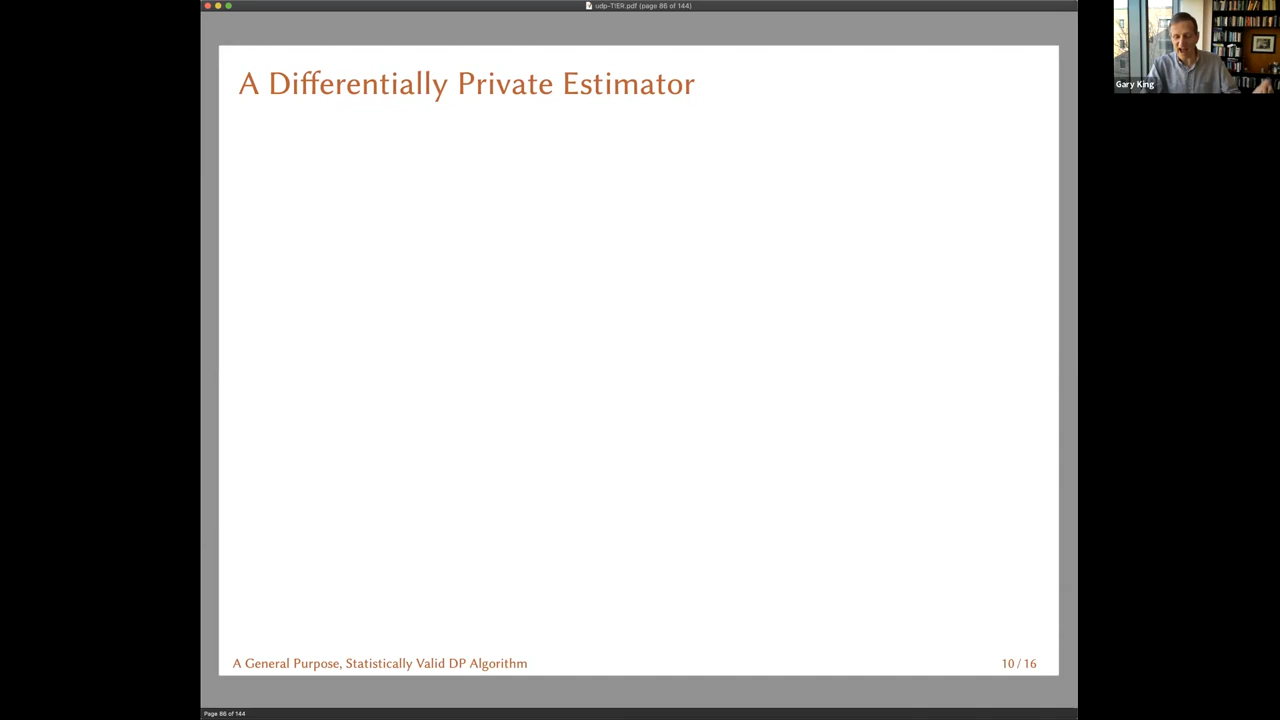 udp-TIER.pdf (page 86 of 144)
Gary King
A Differentially Private Estimator
A General Purpose, Statistically Valid DP Algorithm
10 / 16
Page 86 of 144